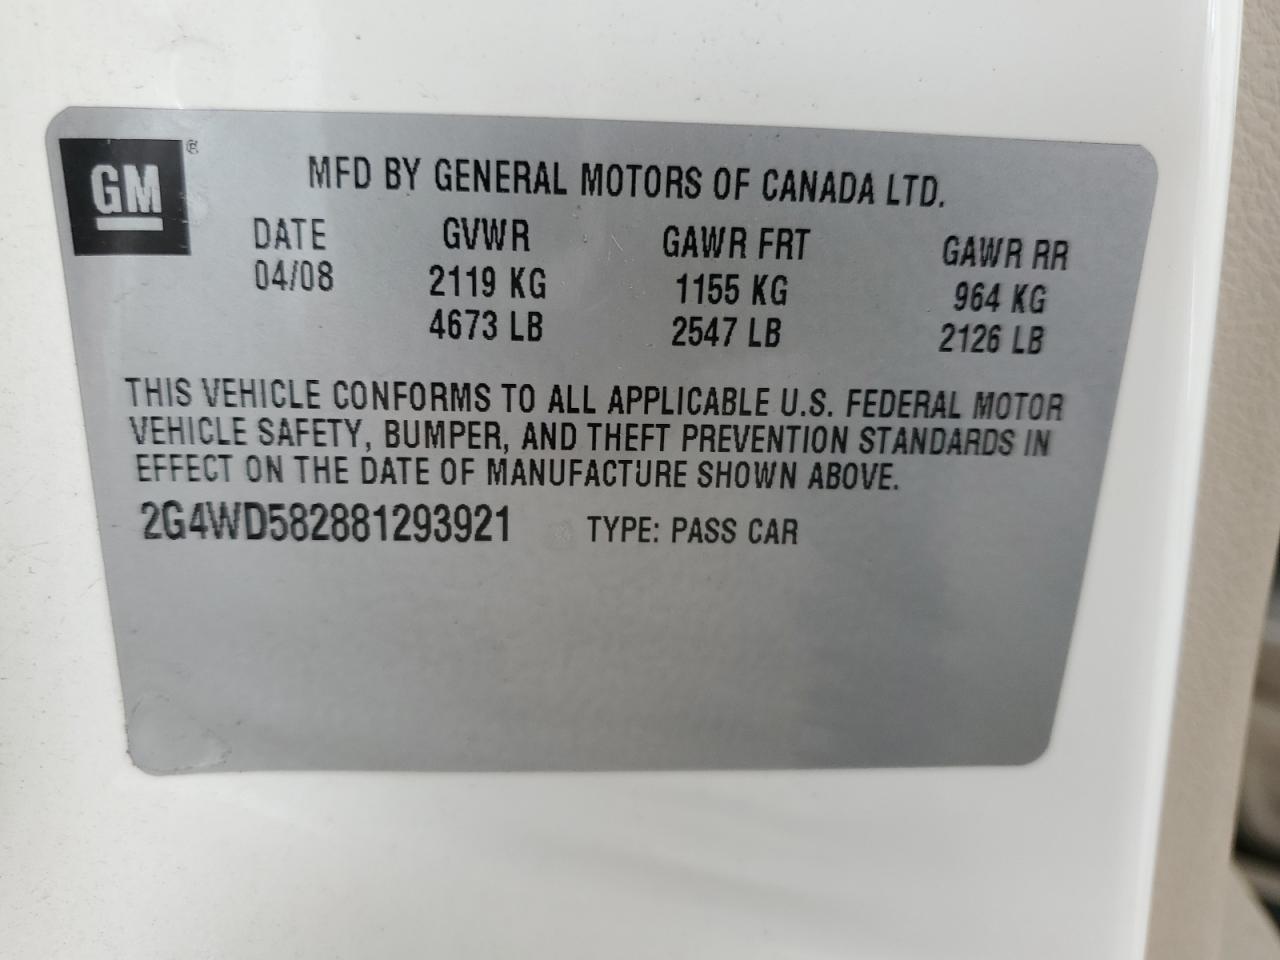 GM®
MFD BY GENERAL MOTORS OF CANADA LTD.
DATE GVWR GAWR FRT GAWR RR
04/08 2119 KG 1155 KG 964 KG
4673 LB 2547 LB 2126 LB
THIS VEHICLE CONFORMS TO ALL APPLICABLE U.S. FEDERAL MOTOR
VEHICLE SAFETY, BUMPER, AND THEFT PREVENTION STANDARDS IN
EFFECT ON THE DATE OF MANUFACTURE SHOWN ABOVE.
2G4WD582881293921 TYPE: PASS CAR